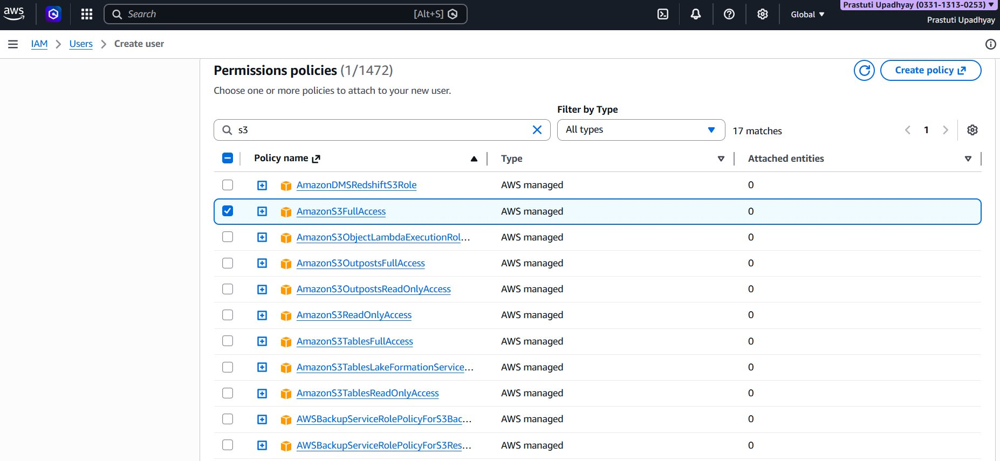 aws
Search [Alt+S]
Global
Prastuti Upadhyay (0331-1313-0253)
Prastuti Upadhyay
IAM Users Create user
Permissions policies (1/1472)
Create policy
Choose one or more policies to attach to your new user.
Filter by Type
s3 All types 17 matches 1
Policy name Type Attached entities
AmazonDMSRedshiftS3Role AWS managed 0
AmazonS3FullAccess AWS managed 0
AmazonS3ObjectLambdaExecutionRol... AWS managed 0
AmazonS3OutpostsFullAccess AWS managed 0
AmazonS3OutpostsReadOnlyAccess AWS managed 0
AmazonS3ReadOnlyAccess AWS managed 0
AmazonS3TablesFullAccess AWS managed 0
AmazonS3TablesLakeFormationService... AWS managed 0
AmazonS3TablesReadOnlyAccess AWS managed 0
AWSBackupServiceRolePolicyForS3Bac... AWS managed 0
AWSBackupServiceRolePolicyForS3Res... AWS managed 0